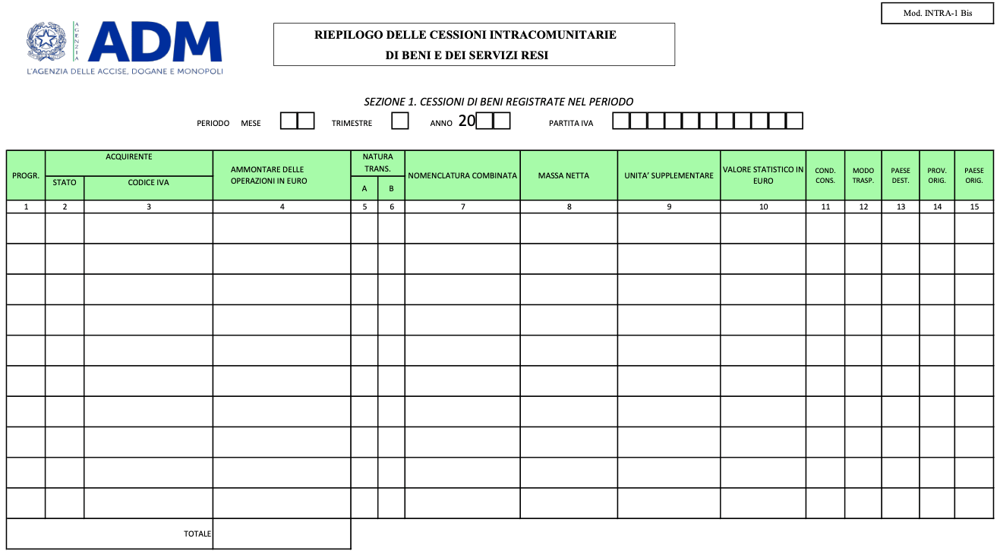 Mod. INTRA-1 Bis
AGENZIA
ADM
L'AGENZIA DELLE ACCISE, DOGANE E MONOPOLI
RIEPILOGO DELLE CESSIONI INTRACOMUNITARIE
DI BENI E DEI SERVIZI RESI
SEZIONE 1. CESSIONI DI BENI REGISTRATE NEL PERIODO
PERIODO MESE TRIMESTRE ANNO 20 PARTITA IVA
PROGR.
ACQUIRENTE
STATO
CODICE IVA
AMMONTARE DELLE
OPERAZIONI IN EURO
NATURA
TRANS.
A
B
NOMENCLATURA COMBINATA
MASSA NETTA
UNITA' SUPPLEMENTARE
VALORE STATISTICO IN
EURO
COND.
CONS.
MODO
TRASP.
PAESE
DEST.
PROV.
ORIG.
PAESE
ORIG.
1 2 3 4 5 6 7 8 9 10 11 12 13 14 15
TOTALE